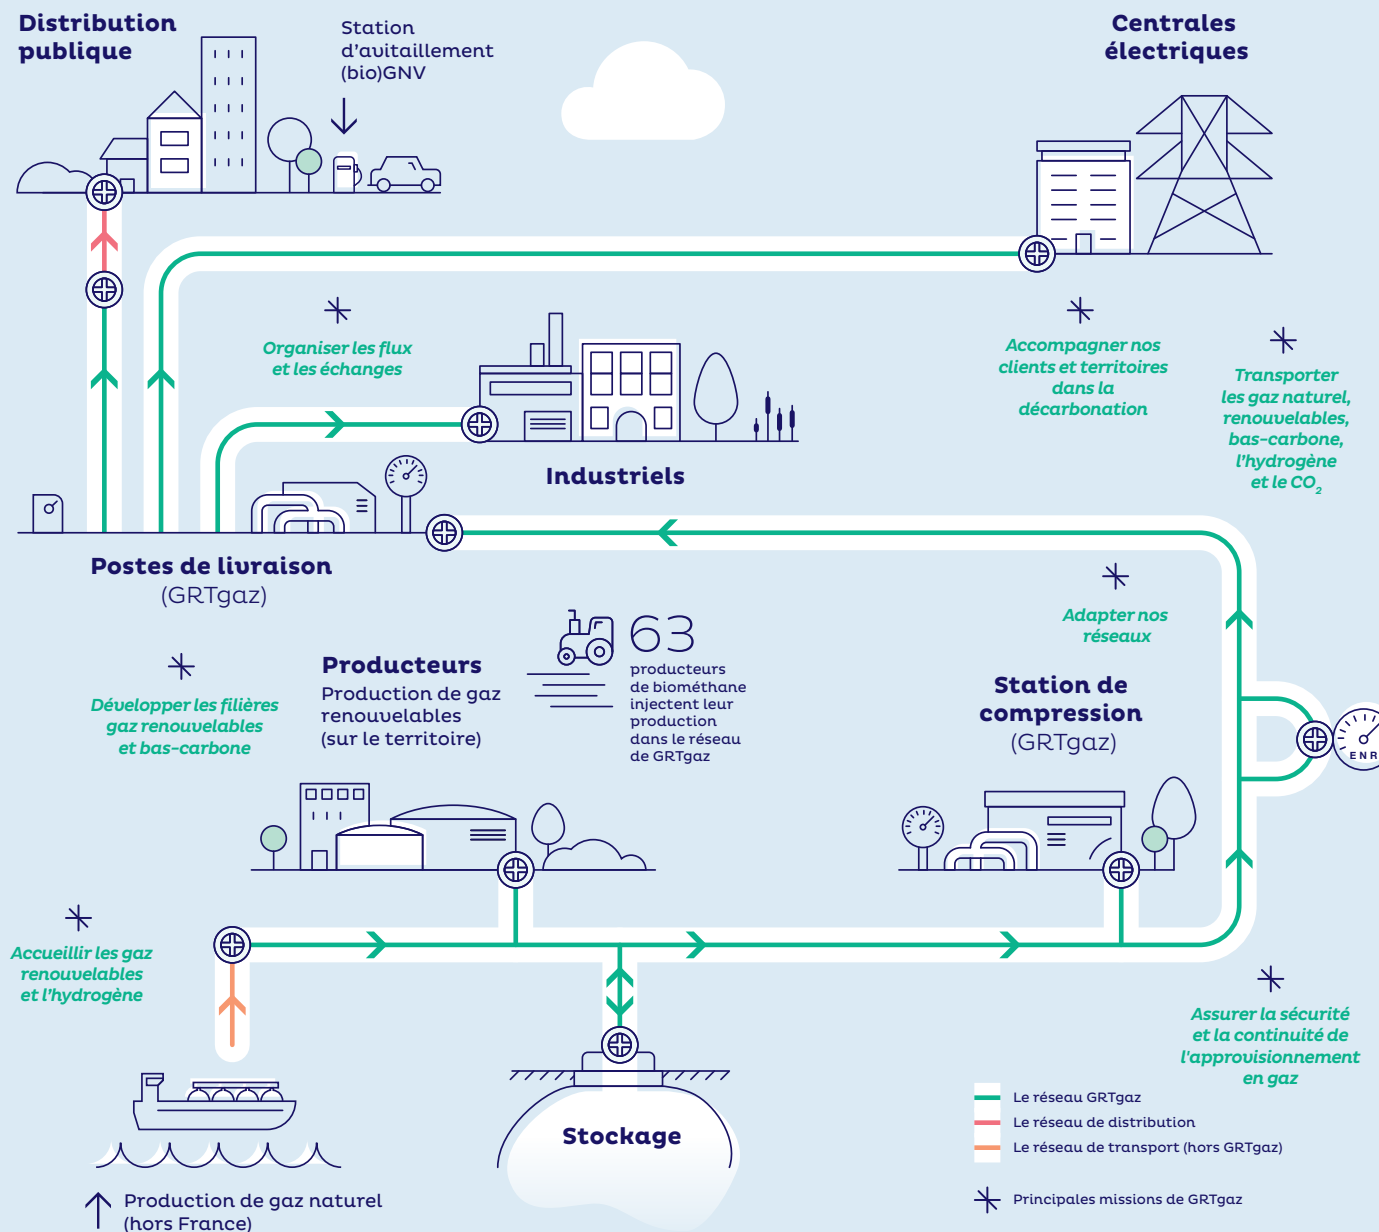 Distribution
publique
Station
d'avitaillement
(bio)GNV
Centrales
électriques
Organiser les flux
et les échanges
Accompagner nos
clients et territoires
dans la
décarbonation
Transporter
les gaz naturel,
renouvelables,
bas-carbone,
l'hydrogène
et le CO₂
Industriels
Postes de livraison
(GRTgaz)
Adapter nos
réseaux
Développer les filières
gaz renouvelables
et bas-carbone
Producteurs
Production de gaz
renouvelables
(sur le territoire)
63
producteurs
de biométhane
injectent leur
production
dans le réseau
de GRTgaz
Station de
compression
(GRTgaz)
ENR
Accueillir les gaz
renouvelables
et l'hydrogène
Assurer la sécurité
et la continuité de
l'approvisionnement
en gaz
Stockage
Le réseau GRTgaz
Le réseau de distribution
Le réseau de transport (hors GRTgaz)
Principales missions de GRTgaz
Production de gaz naturel
(hors France)